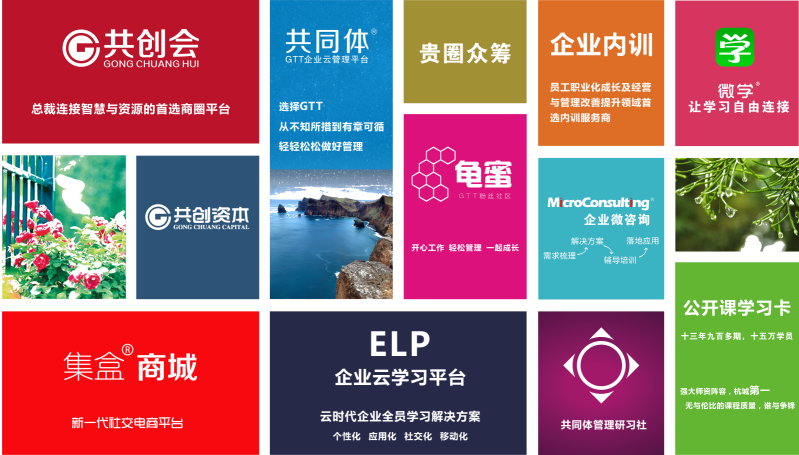 共创会
GONG CHUANG HUI
总裁连接智慧与资源的首选商圈平台
共同体®
GTT企业云管理平台
选择GTT
从不知所措到有章可循
轻轻松松做好管理
贵圈众筹
企业内训
员工职业化成长及经营
与管理改善提升领域首
选内训服务商
学
微学®
让学习自由连接
共创资本
GONG CHUANG CAPITAL
龟蜜
GTT粉丝社区
开心工作 轻松管理 一起成长
MicroConsulting®
企业微咨询
解决方案 落地应用
需求梳理 辅导培训
公开课学习卡
十三年九百多期，十五万学员
强大师资阵容，杭城第一
无与伦比的课程质量，谁与争锋
集盒®商城
新一代社交电商平台
ELP
企业云学习平台
云时代企业全员学习解决方案
个性化 应用化 社交化 移动化
共同体管理研习社